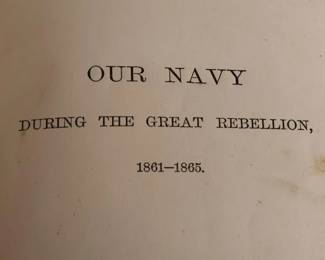 OUR NAVY
DURING THE GREAT REBELLION,
1861—1865.